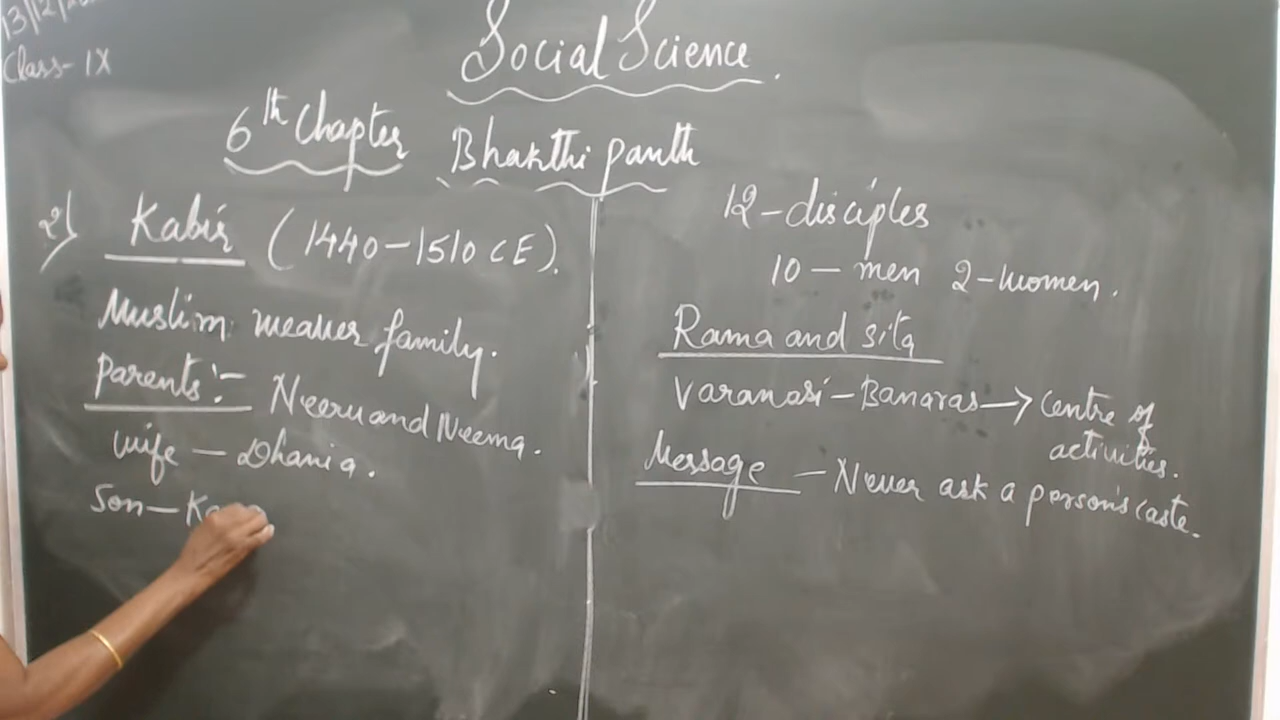 13/12/
Class-IX
Social Science.
6th Chapter Bhakthi panth
2) Kabir (1440-1510 CE).
Muslim weaver family.
parents:- Neeru and Neema.
wife - Dhania.
Son-Ka
12-disciples
10 - men 2-women.
Rama and sita
Varanasi-Banaras→ Centre of
activities.
Message - Never ask a person's caste.